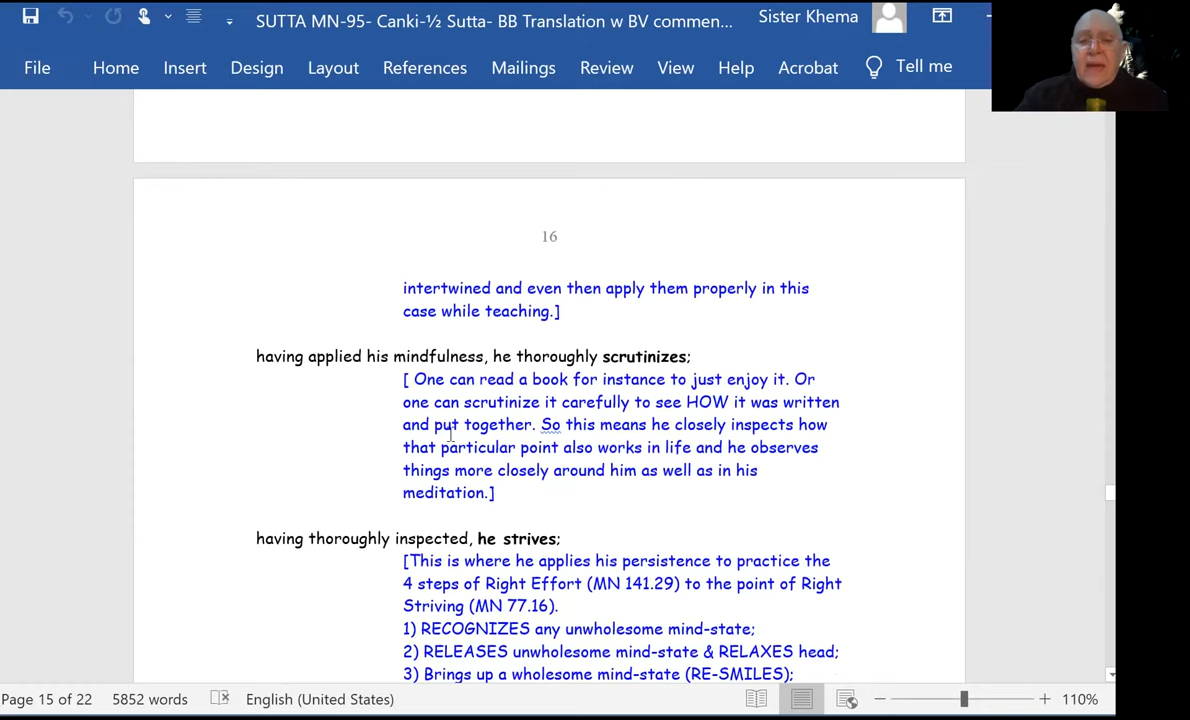 SUTTA MN-95- Canki-½ Sutta- BB Translation w BV commen...
Sister Khema
File Home Insert Design Layout References Mailings Review View Help Acrobat Tell me
16
intertwined and even then apply them properly in this
case while teaching.]
having applied his mindfulness, he thoroughly scrutinizes;
[ One can read a book for instance to just enjoy it. Or
one can scrutinize it carefully to see HOW it was written
and put together. So this means he closely inspects how
that particular point also works in life and he observes
things more closely around him as well as in his
meditation.]
having thoroughly inspected, he strives;
[This is where he applies his persistence to practice the
4 steps of Right Effort (MN 141.29) to the point of Right
Striving (MN 77.16).
1) RECOGNIZES any unwholesome mind-state;
2) RELEASES unwholesome mind-state & RELAXES head;
3) Brings up a wholesome mind-state (RE-SMILES);
Page 15 of 22 5852 words English (United States) 110%